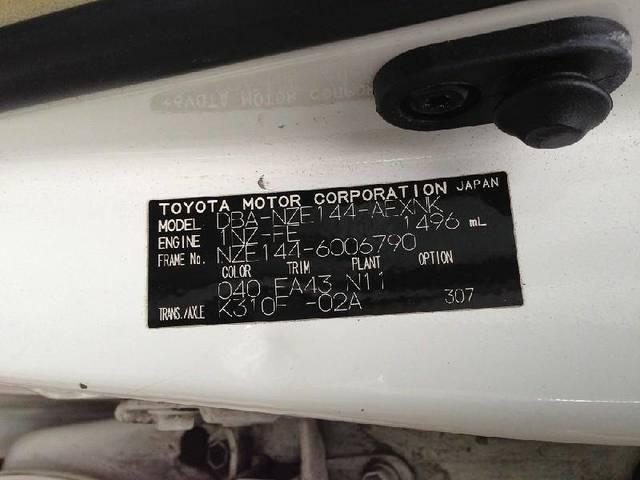 TOYOTA MOTOR CORPORATION JAPAN
MODEL DBA-NZE144-AEXNK
ENGINE 1NZ-FE 1496 mL
FRAME No. NZE144-6006790
COLOR TRIM PLANT OPTION
040 FA43 N11
TRANS./AXLE K310F -02A 307